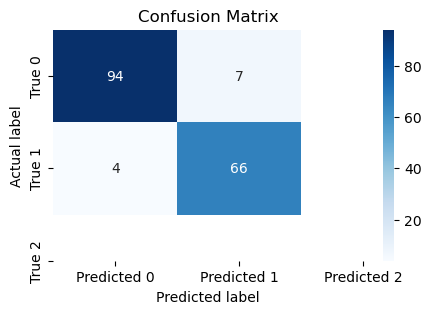 Confusion Matrix
Actual label
True 0
94
7
True 1
4
66
True 2
Predicted 0
Predicted 1
Predicted 2
Predicted label
80
60
40
20